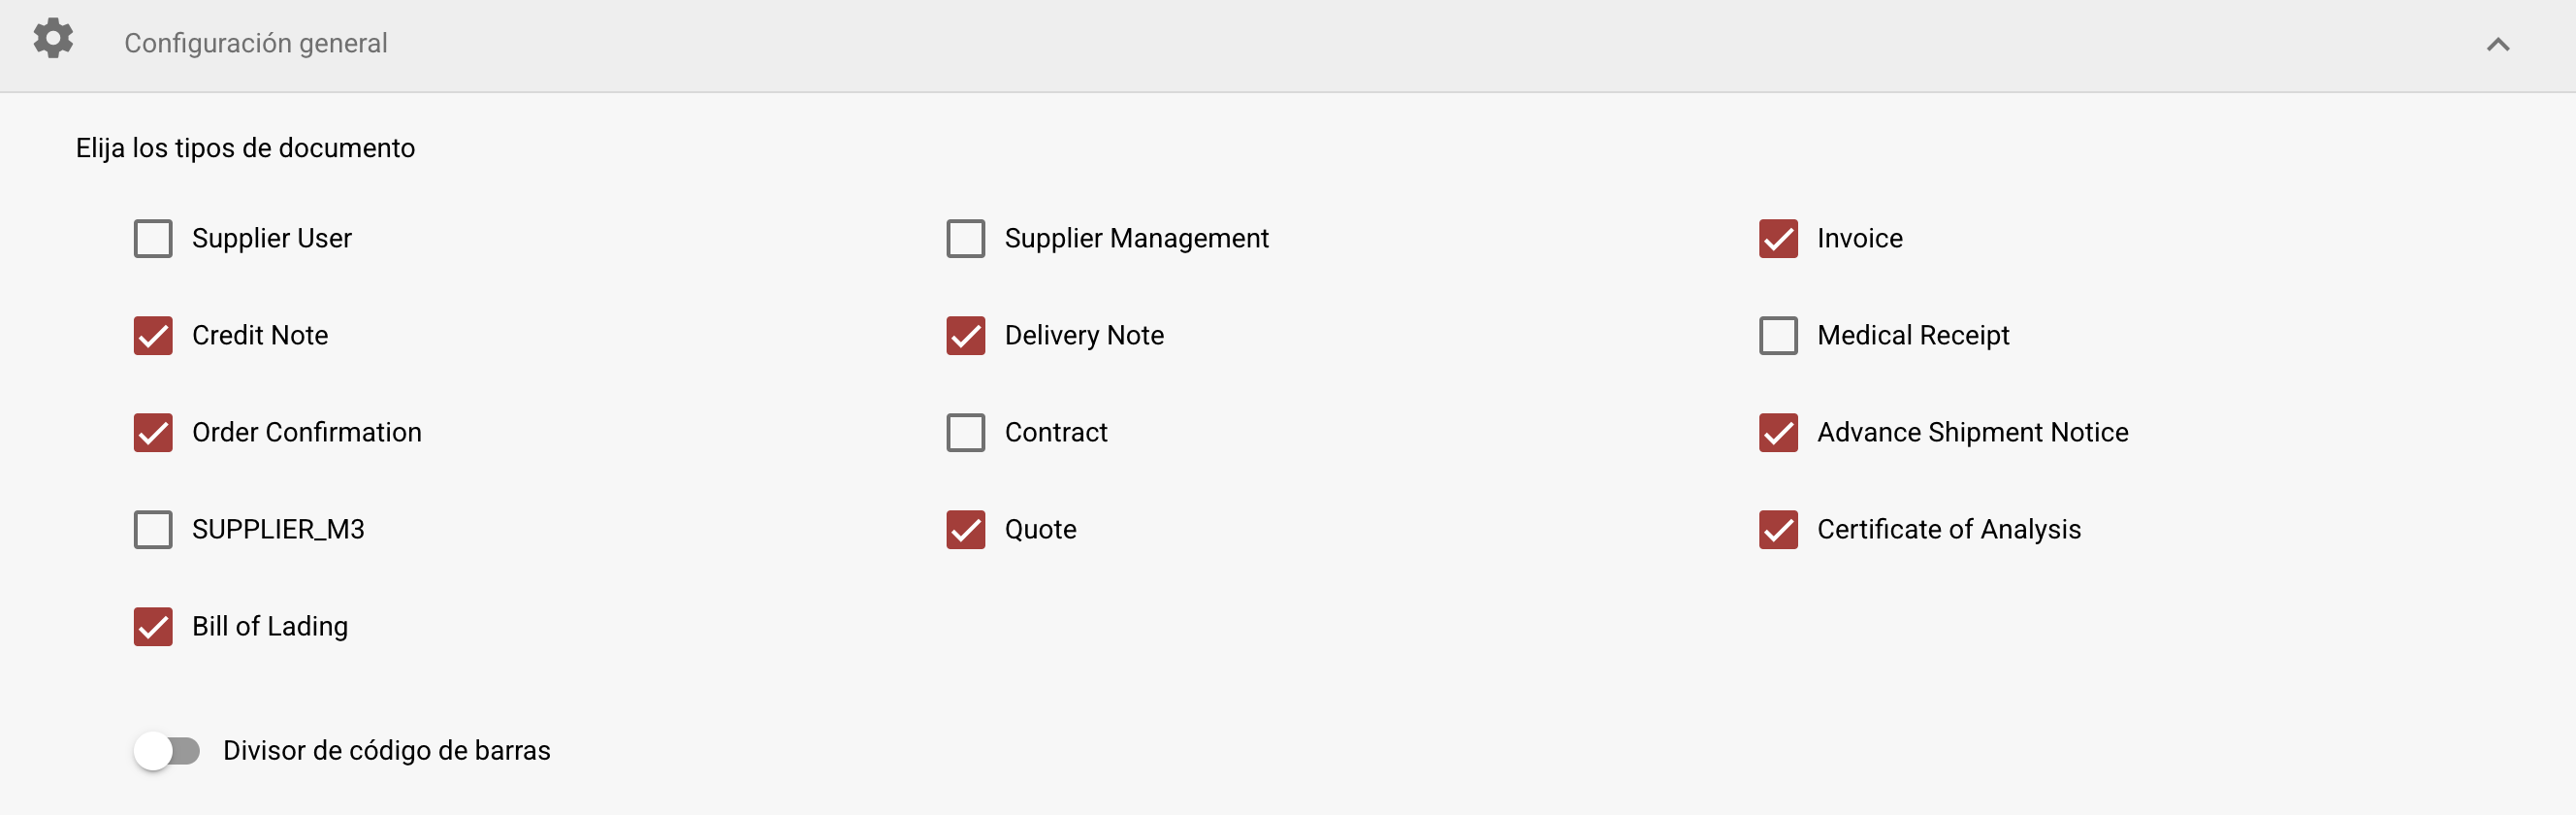 Configuración general
Elija los tipos de documento
Supplier User
Supplier Management
Invoice
Credit Note
Delivery Note
Medical Receipt
Order Confirmation
Contract
Advance Shipment Notice
SUPPLIER_M3
Quote
Certificate of Analysis
Bill of Lading
Divisor de código de barras